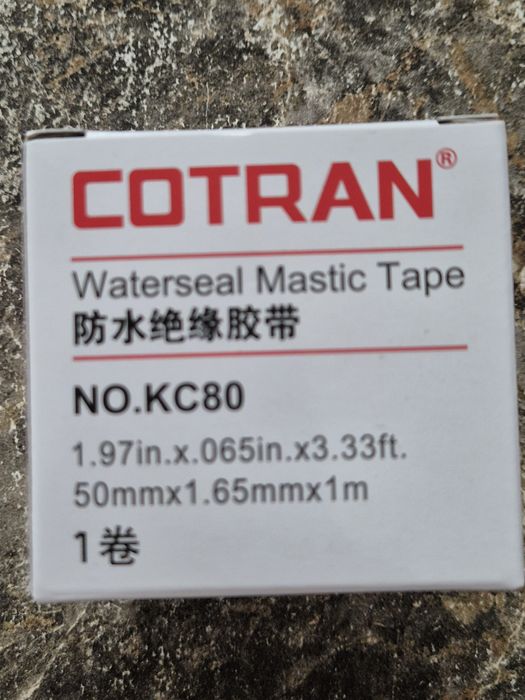 COTRAN®
Waterseal Mastic Tape
防水绝缘胶带
NO.KC80
1.97in.x.065in.x3.33ft.
50mmx1.65mmx1m
1卷